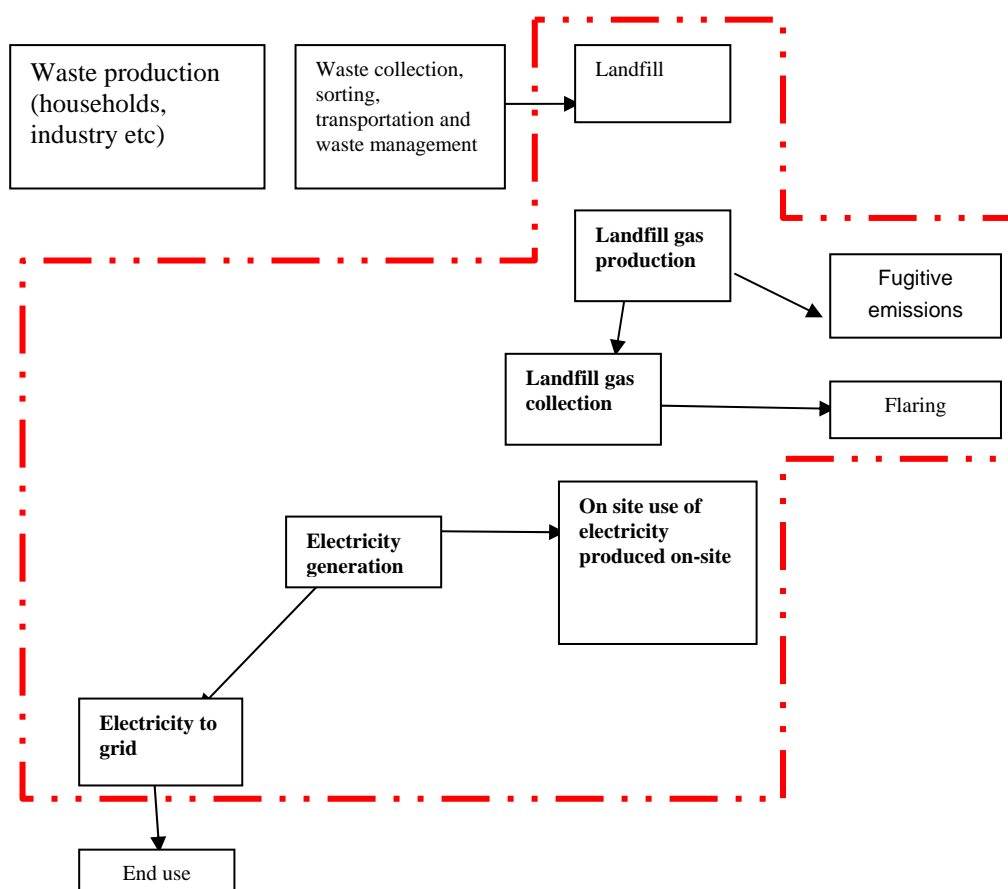 Waste production
(households,
industry etc)
Waste collection,
sorting,
transportation and
waste management
Landfill
Landfill gas
production
Fugitive
emissions
Landfill gas
collection
Flaring
On site use of
electricity
produced on-site
Electricity
generation
Electricity to
grid
End use